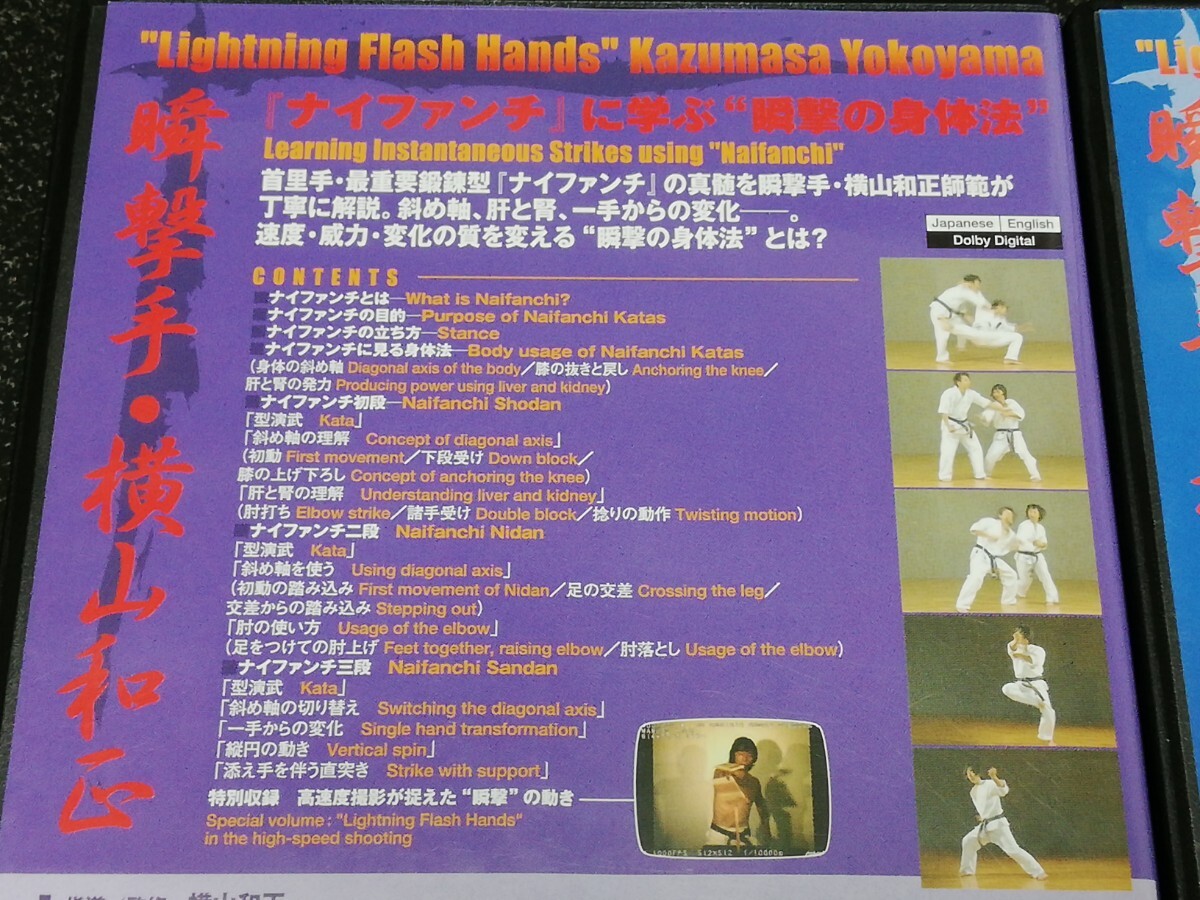 "Lightning Flash Hands" Kazumasa Yokoyama
瞬撃手・横山和正
『ナイファンチ』に学ぶ“瞬撃の身体法”
Learning Instantaneous Strikes using "Naifanchi"
首里手・最重要鍛錬型『ナイファンチ』の真髄を瞬撃手・横山和正師範が
丁寧に解説。斜め軸、肝と腎、一手からの変化──。
速度・威力・変化の質を変える“瞬撃の身体法”とは？
Japanese English
Dolby Digital
CONTENTS
■ナイファンチとは─What is Naifanchi?
■ナイファンチの目的─Purpose of Naifanchi Katas
■ナイファンチの立ち方─Stance
■ナイファンチに見る身体法─Body usage of Naifanchi Katas
（身体の斜め軸 Diagonal axis of the body／膝の抜きと戻し Anchoring the knee／
肝と腎の発力 Producing power using liver and kidney）
■ナイファンチ初段─Naifanchi Shodan
「型演武 Kata」
「斜め軸の理解 Concept of diagonal axis」
（初動 First movement／下段受け Down block／
膝の上げ下ろし Concept of anchoring the knee）
「肝と腎の理解 Understanding liver and kidney」
（肘打ち Elbow strike／諸手受け Double block／捻りの動作 Twisting motion）
■ナイファンチ二段 Naifanchi Nidan
「型演武 Kata」
「斜め軸を使う Using diagonal axis」
（初動の踏み込み First movement of Nidan／足の交差 Crossing the leg／
交差からの踏み込み Stepping out）
「肘の使い方 Usage of the elbow」
（足をつけての肘上げ Feet together, raising elbow／肘落とし Usage of the elbow）
■ナイファンチ三段 Naifanchi Sandan
「型演武 Kata」
「斜め軸の切り替え Switching the diagonal axis」
「一手からの変化 Single hand transformation」
「縦円の動き Vertical spin」
「添え手を伴う直突き Strike with support」
特別収録 高速度撮影が捉えた“瞬撃”の動き
Special volume: "Lightning Flash Hands"
in the high-speed shooting
1000FPS 512X512 1/10000s
横山和正
"Lig
瞬撃